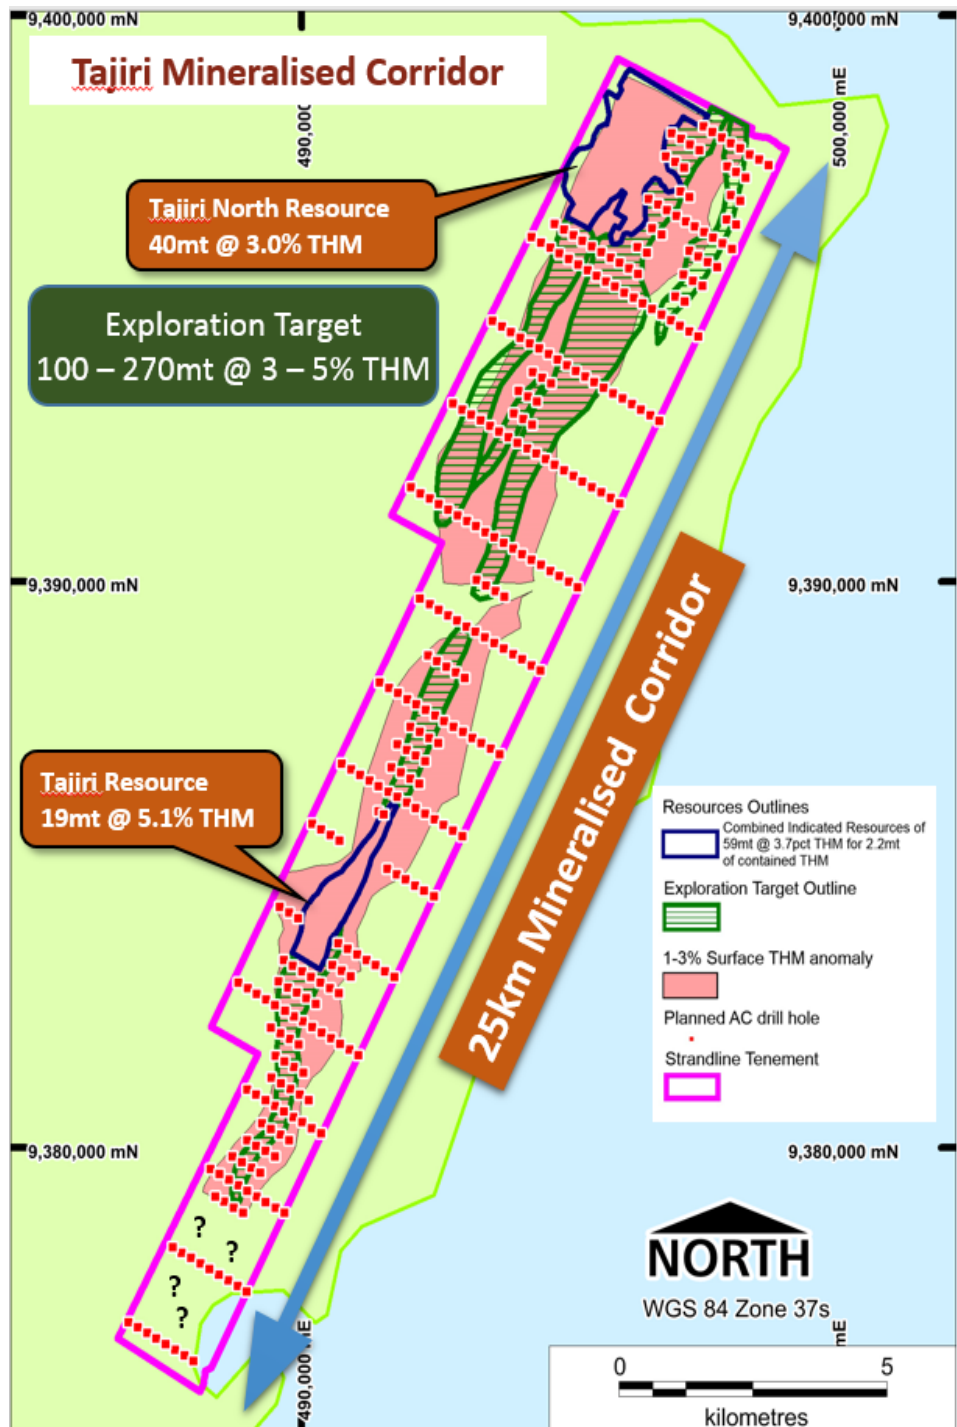 9,400,000 mN
9,400,000 mN
Tajiri Mineralised Corridor
500,000 mE
Tajiri North Resource
40mt @ 3.0% THM
Exploration Target
100 – 270mt @ 3 – 5% THM
9,390,000 mN
9,390,000 mN
25km Mineralised Corridor
Tajiri Resource
19mt @ 5.1% THM
Resources Outlines
Combined Indicated Resources of
59mt @ 3.7pct THM for 2.2mt
of contained THM
Exploration Target Outline
1-3% Surface THM anomaly
Planned AC drill hole
Strandline Tenement
9,380,000 mN
9,380,000 mN
?
?
?
?
NORTH
WGS 84 Zone 37s
490,000 mE
mE
0 5
kilometres